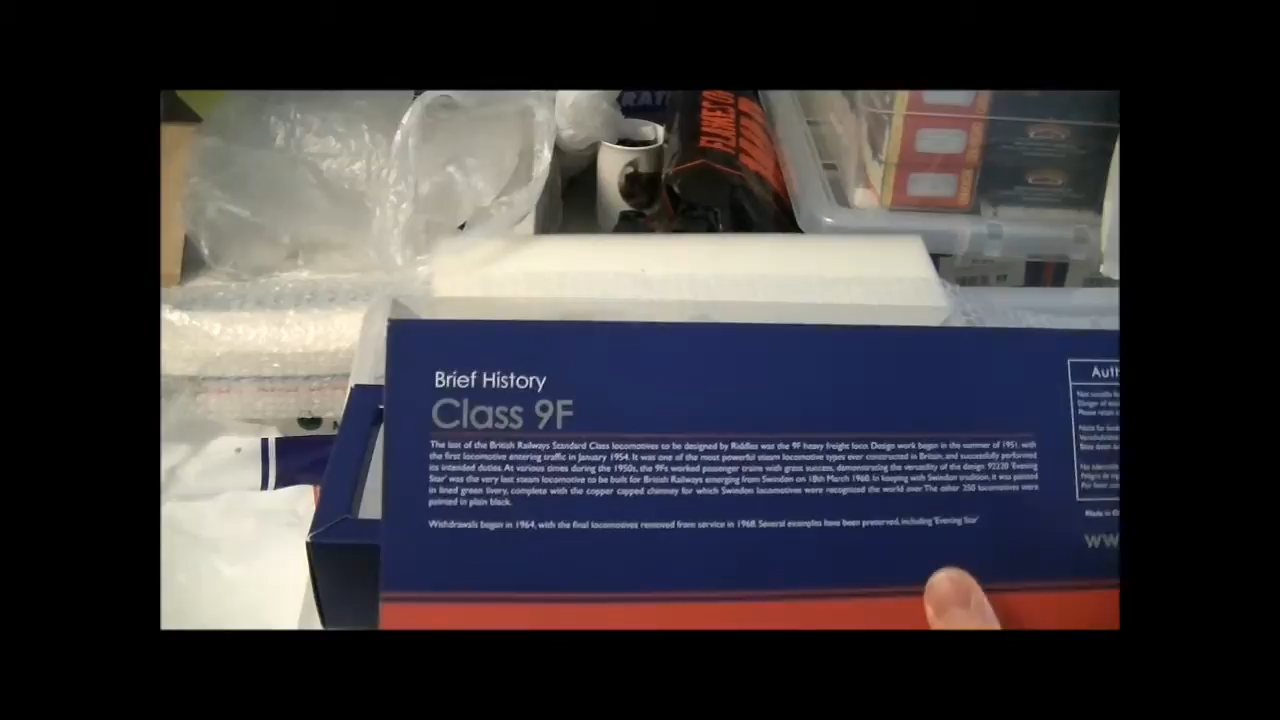 FLAMES O
Brief History
Class 9F
The last of the British Railways Standard Class locomotives to be designed by Riddles was the 9F heavy freight loco. Design work began in the summer of 1951, with
the first locomotive entering traffic in January 1954. It was one of the most powerful steam locomotive types ever constructed in Britain, and successfully performed
its intended duties. At various times during the 1950s, the 9Fs worked passenger trains with great success, demonstrating the versatility of the design 92220 'Evening
Star' was the very last steam locomotive to be built for British Railways emerging from Swindon on 18th March 1960. In keeping with Swindon tradition, it was painted
in lined green livery, complete with the copper capped chimney for which Swindon locomotives were recognised the world over. The other 250 locomotives were
painted in plain black.
Withdrawals began in 1964, with the final locomotives removed from service in 1968. Several examples have been preserved, including 'Evening Star'
Auth
Made in
ww